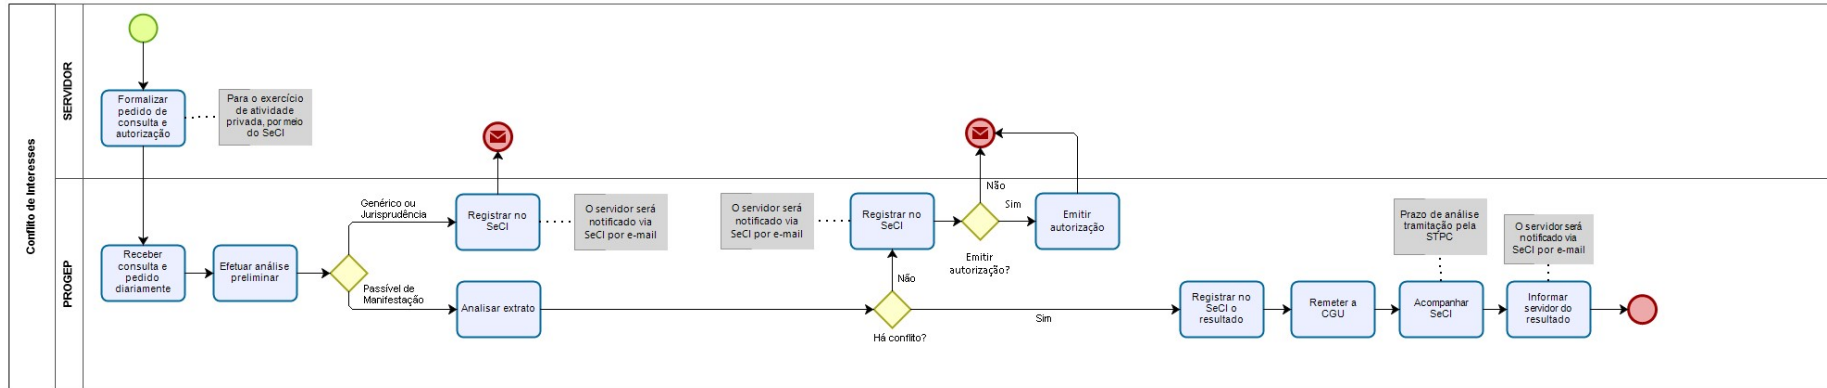 Conflito de Interesses
SERVIDOR
Formalizar
pedido de
consulta e
autorização
Para o exercício
de atividade
privada, por meio
do SeCI
PROGEP
Receber
consulta e
pedido
diariamente
Efetuar análise
preliminar
Genérico ou
Jurisprudência
Passível de
Manifestação
Registrar no
SeCI
O servidor será
notificado via
SeCI por e-mail
Analisar extrato
O servidor será
notificado via
SeCI por e-mail
Registrar no
SeCI
Não
Há conflito?
Sim
Não
Sim
Emitir
autorização?
Emitir
autorização
Registrar no
SeCI o
resultado
Remeter a
CGU
Prazo de análise
tramitação pela
STPC
Acompanhar
SeCI
O servidor será
notificado via
SeCI por e-mail
Informar
servidor do
resultado